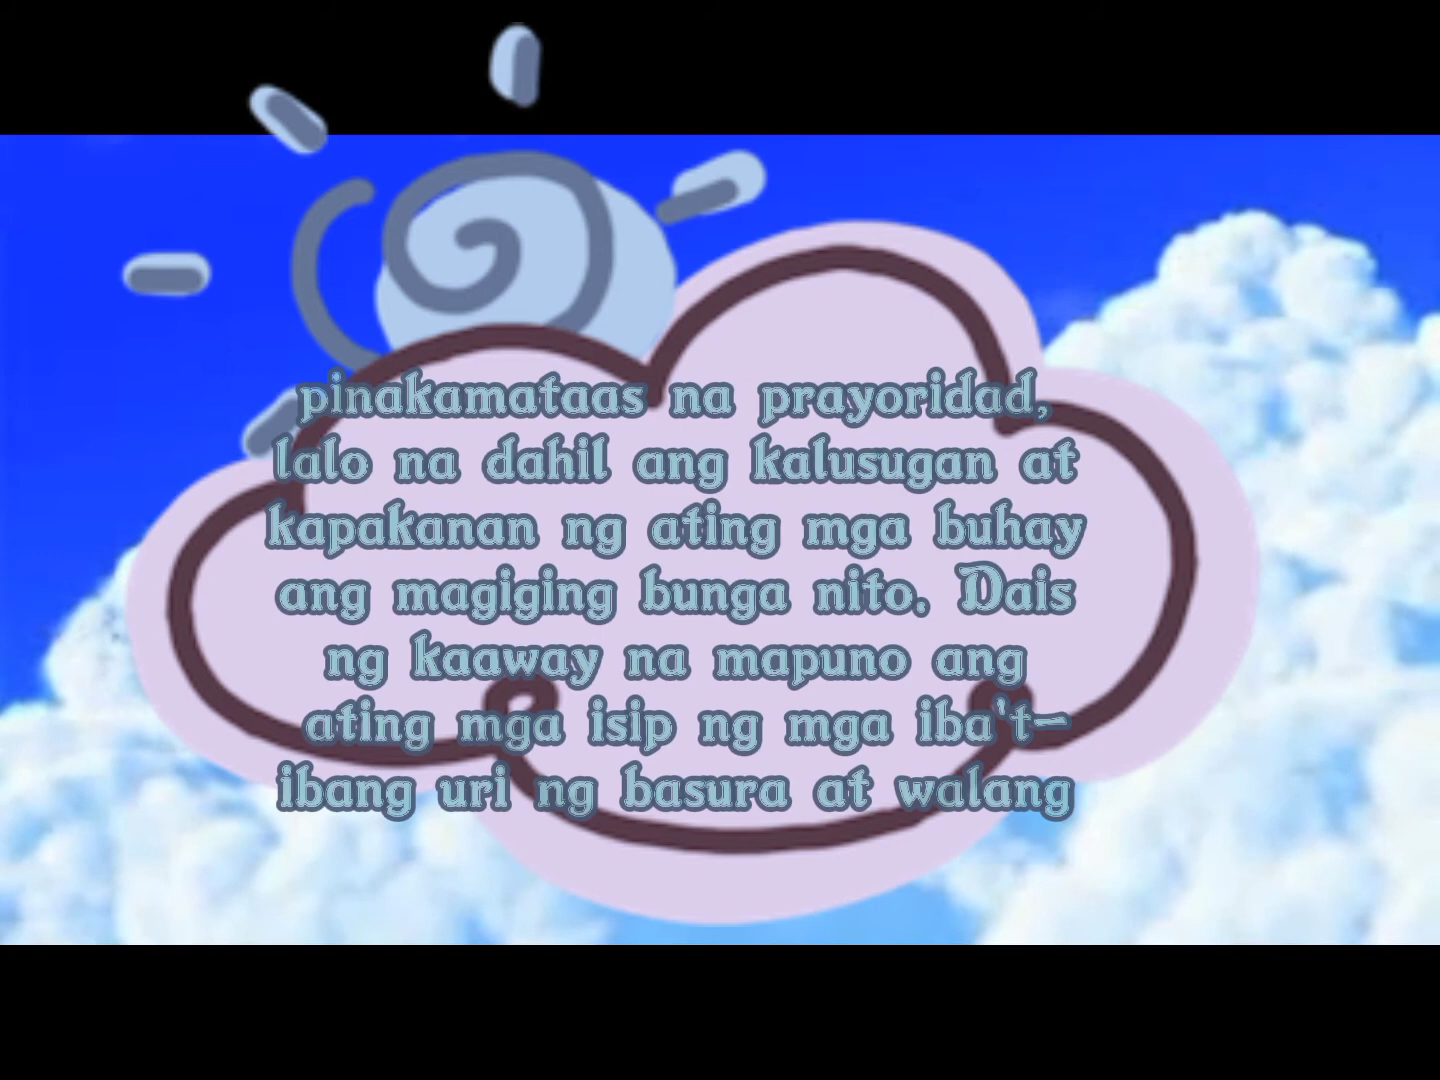 pinakamataas na prayoridad,
lalo na dahil ang kalusugan at
kapakanan ng ating mga buhay
ang magiging bunga nito. Dais
ng kaaway na mapuno ang
ating mga isip ng mga iba't-
ibang uri ng basura at walang